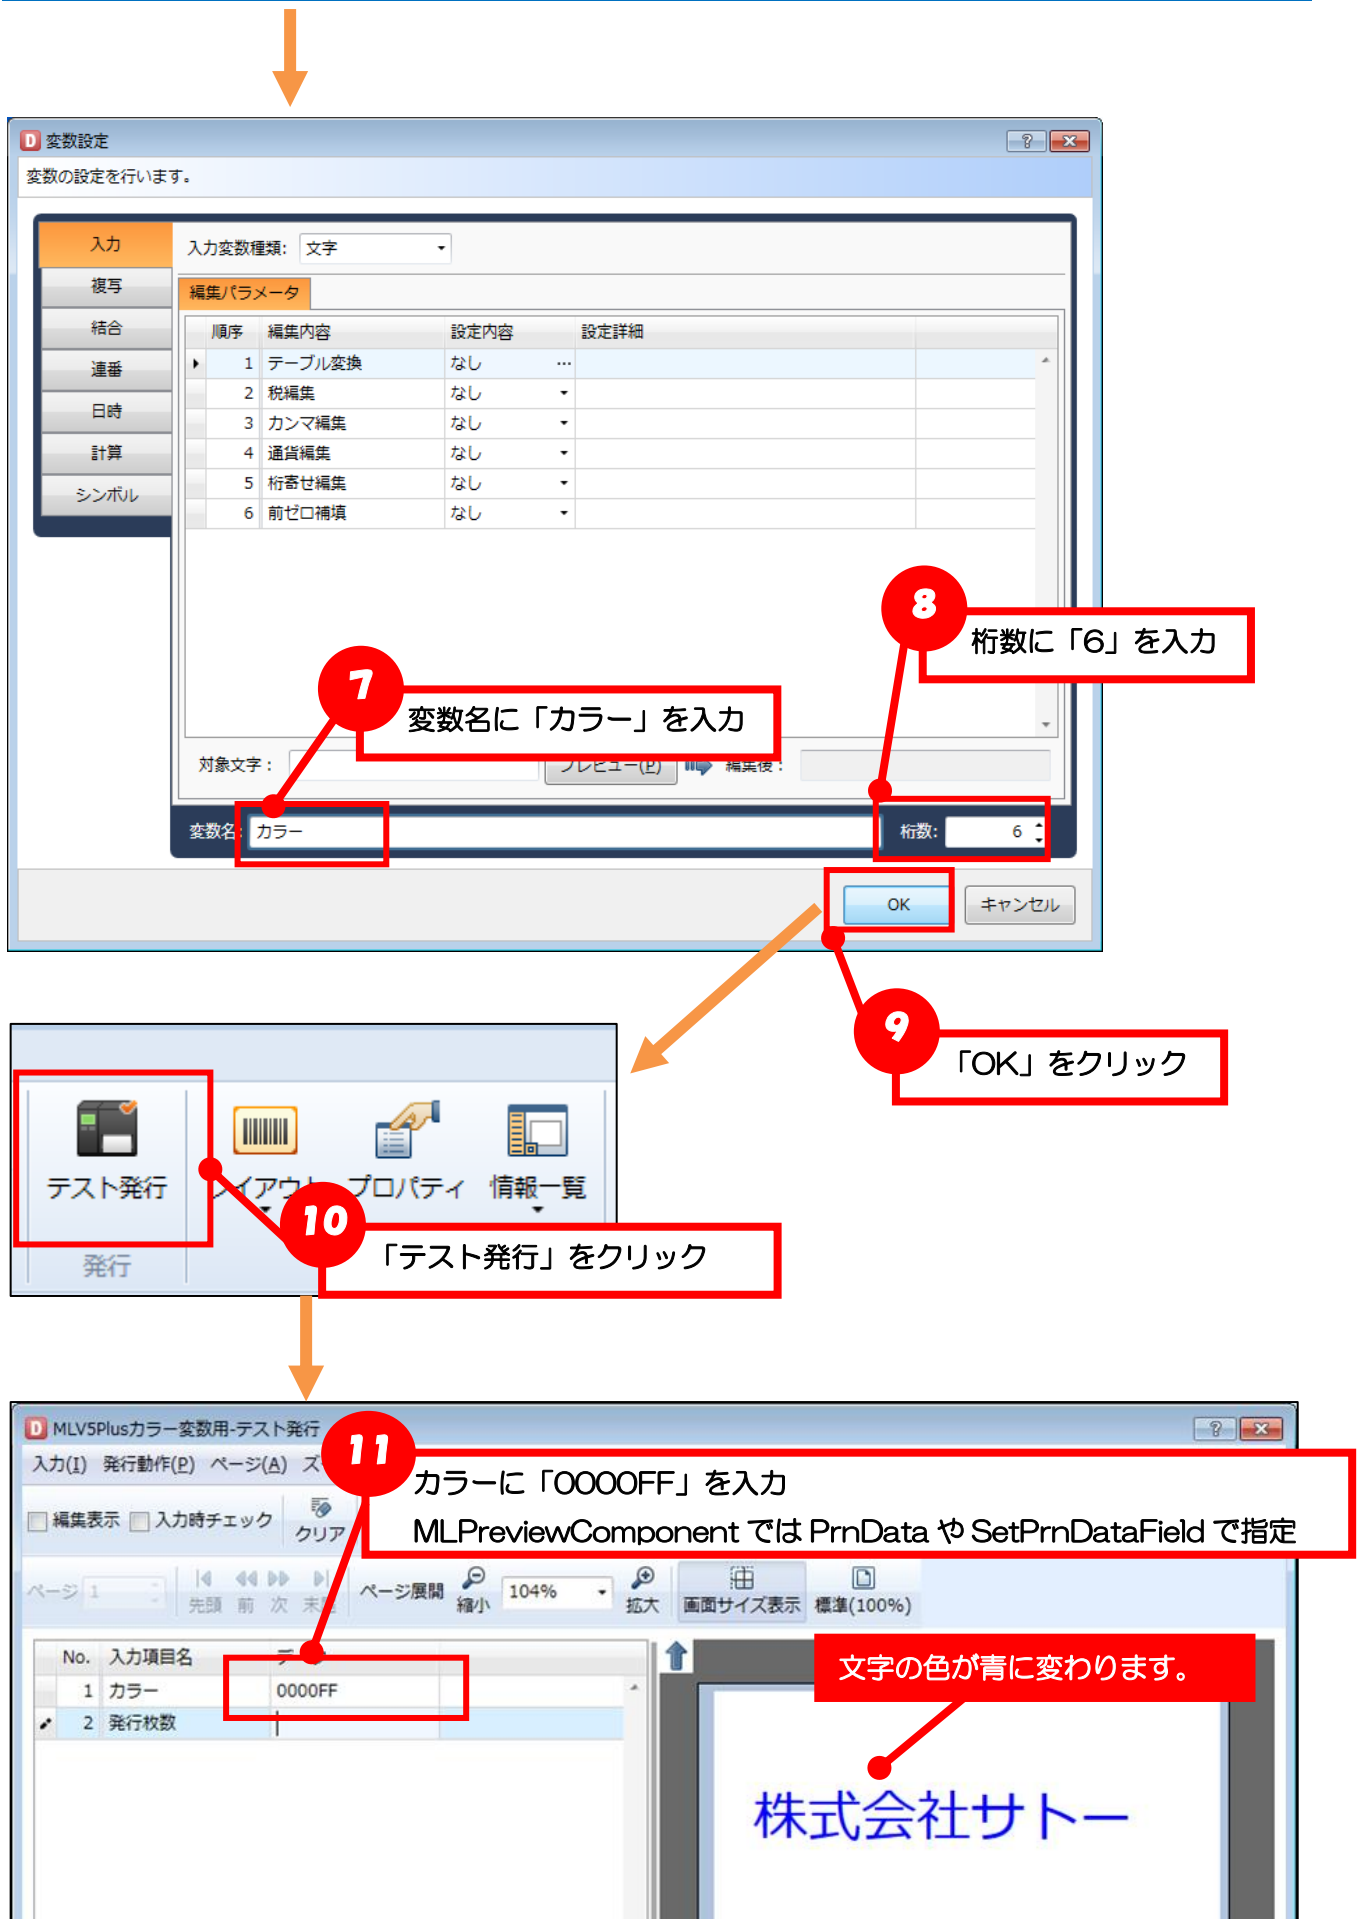 変数設定
変数の設定を行います。
入力
複写
結合
連番
日時
計算
シンボル
入力変数種類: 文字
編集パラメータ
順序 編集内容 設定内容 設定詳細
1 テーブル変換 なし ...
2 税編集 なし
3 カンマ編集 なし
4 通貨編集 なし
5 桁寄せ編集 なし
6 前ゼロ補填 なし
8
桁数に「6」を入力
7
変数名に「カラー」を入力
対象文字: プレビュー(P) 編集後:
変数名: カラー 桁数: 6
OK キャンセル
9
「OK」をクリック
テスト発行 レイアウト プロパティ 情報一覧
発行
10
「テスト発行」をクリック
MLV5Plusカラー変数用-テスト発行
11
入力(I) 発行動作(P) ページ(A) ズ
カラーに「0000FF」を入力
MLPreviewComponent では PrnData や SetPrnDataField で指定
編集表示 入力時チェック クリア
ページ 1 先頭 前 次 ページ展開 縮小 104% 拡大 画面サイズ表示 標準(100%)
No. 入力項目名
1 カラー 0000FF
2 発行枚数
文字の色が青に変わります。
株式会社サトー